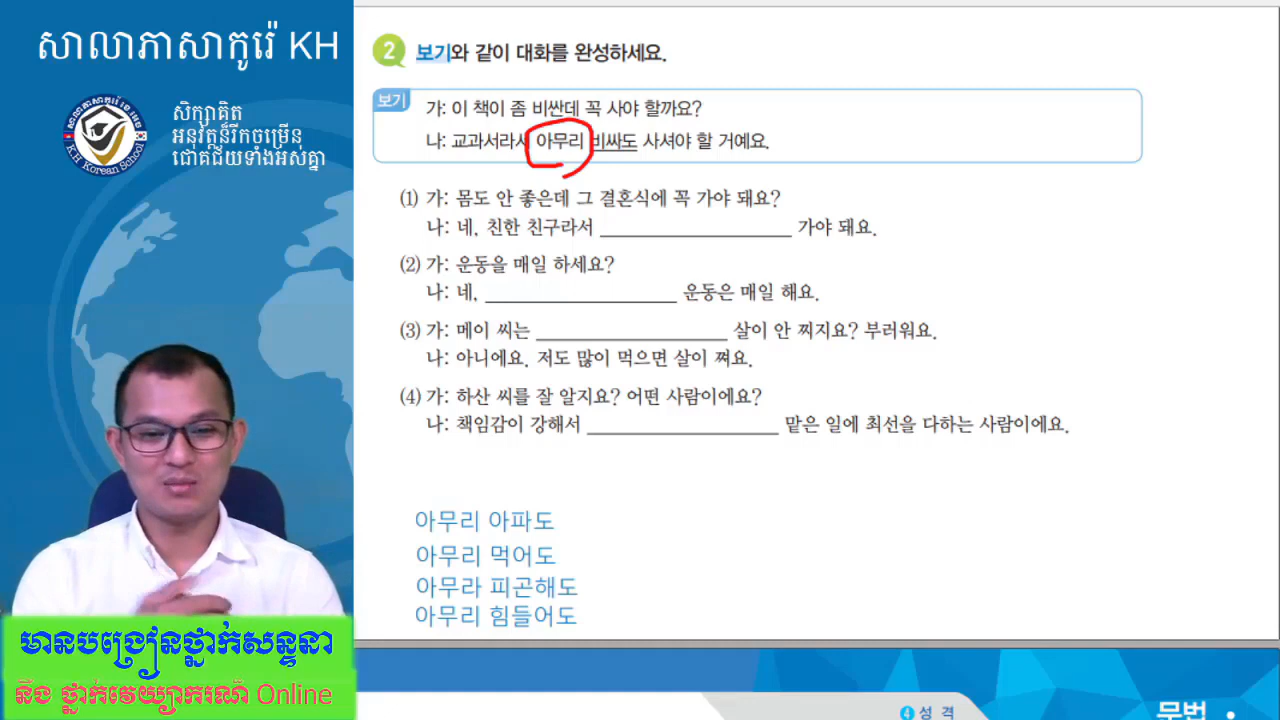 សាលាភាសាកូរ៉េ KH
សិក្សាគិត
អនុវត្តន៍រីកចម្រើន
ជោគជ័យទាំងអស់គ្នា
KH Korean School
2 보기와 같이 대화를 완성하세요.
보기
가: 이 책이 좀 비싼데 꼭 사야 할까요?
나: 교과서라서 아무리 비싸도 사셔야 할 거예요.
(1) 가: 몸도 안 좋은데 그 결혼식에 꼭 가야 돼요?
나: 네, 친한 친구라서 ____________ 가야 돼요.
(2) 가: 운동을 매일 하세요?
나: 네, ____________ 운동은 매일 해요.
(3) 가: 메이 씨는 ____________ 살이 안 찌지요? 부러워요.
나: 아니에요. 저도 많이 먹으면 살이 쪄요.
(4) 가: 하산 씨를 잘 알지요? 어떤 사람이에요?
나: 책임감이 강해서 ____________ 맡은 일에 최선을 다하는 사람이에요.
아무리 아파도
아무리 먹어도
아무라 피곤해도
아무리 힘들어도
មានបង្រៀនថ្នាក់សន្ទនា
និង ថ្នាក់វេយ្យាករណ៍ Online
4 성 격
문법